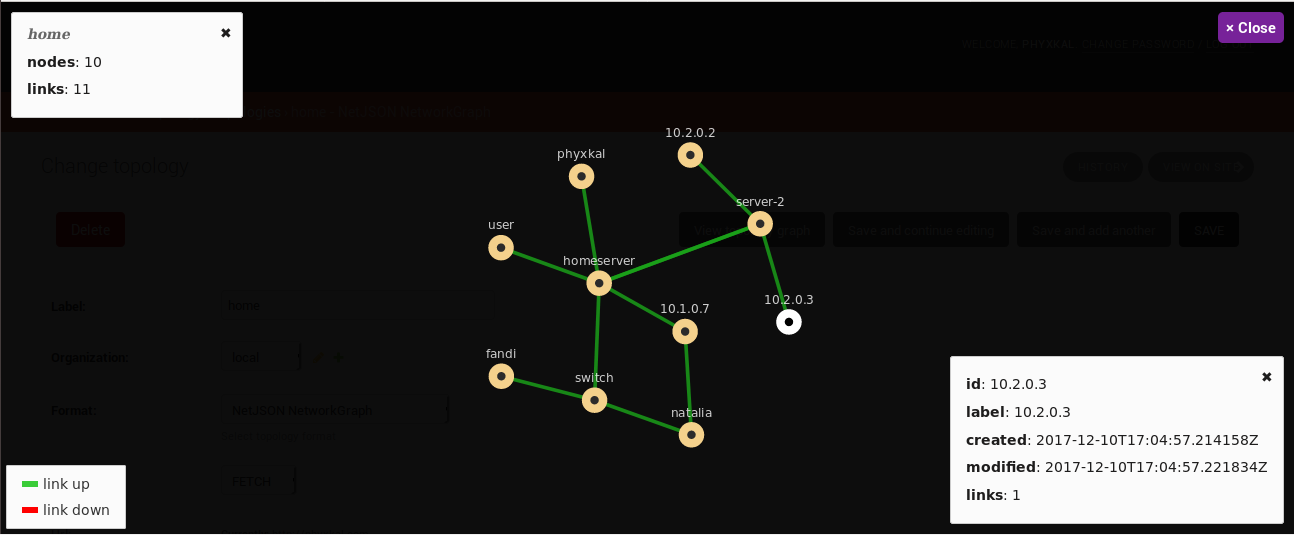 home ✖
nodes: 10
links: 11
× Close
WELCOME PHYXKAL. CHANGE PASSWORD /
home NetJSON NetworkGraph
Change topology
10.2.0.2
phyxkal
server-2
user
Delete
Save and continue editing
Save and add another
SAVE
homeserver
10.2.0.3
10.1.0.7
Label: home
fandi
Organization: local
switch
Format: NetJSON NetworkGraph
natalia
FETCH
id: 10.2.0.3 ✖
label: 10.2.0.3
created: 2017-12-10T17:04:57.214158Z
modified: 2017-12-10T17:04:57.221834Z
links: 1
link up
link down